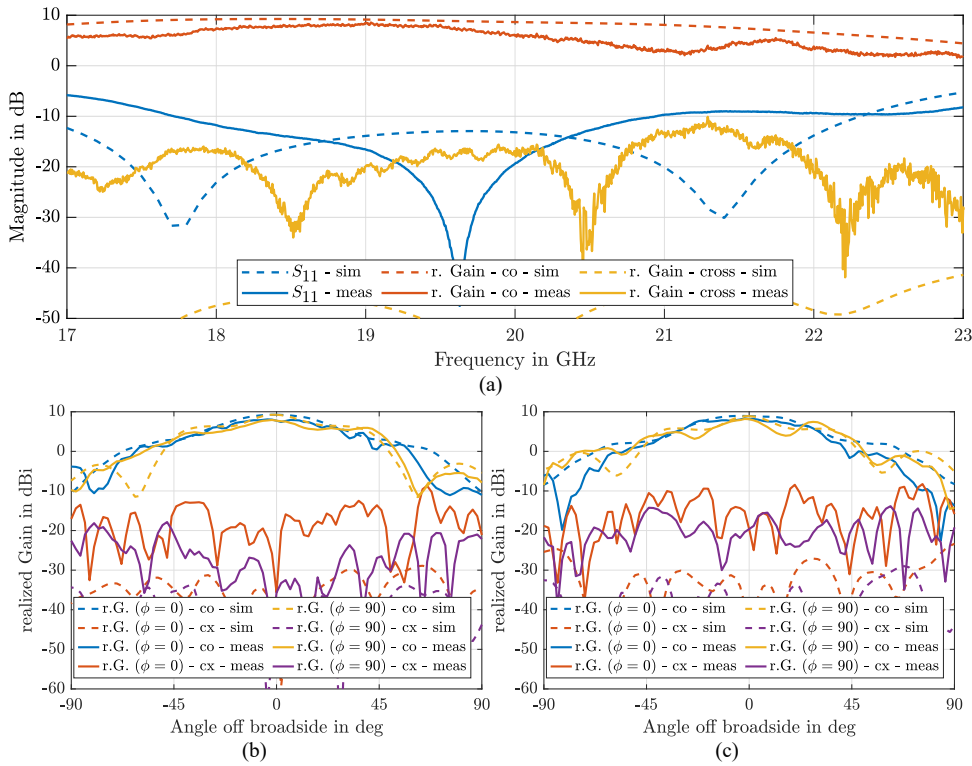 10
0
-10
-20
-30
-40
-50
Magnitude in dB
S11 - sim
r. Gain - co - sim
r. Gain - cross - sim
S11 - meas
r. Gain - co - meas
r. Gain - cross - meas
17 18 19 20 21 22 23
Frequency in GHz
(a)
10
0
-10
-20
-30
-40
-50
-60
realized Gain in dBi
r.G. (ϕ = 0) - co - sim
r.G. (ϕ = 90) - co - sim
r.G. (ϕ = 0) - cx - sim
r.G. (ϕ = 90) - cx - sim
r.G. (ϕ = 0) - co - meas
r.G. (ϕ = 90) - co - meas
r.G. (ϕ = 0) - cx - meas
r.G. (ϕ = 90) - cx - meas
-90 -45 0 45 90
Angle off broadside in deg
(b)
10
0
-10
-20
-30
-40
-50
-60
realized Gain in dBi
r.G. (ϕ = 0) - co - sim
r.G. (ϕ = 90) - co - sim
r.G. (ϕ = 0) - cx - sim
r.G. (ϕ = 90) - cx - sim
r.G. (ϕ = 0) - co - meas
r.G. (ϕ = 90) - co - meas
r.G. (ϕ = 0) - cx - meas
r.G. (ϕ = 90) - cx - meas
-90 -45 0 45 90
Angle off broadside in deg
(c)